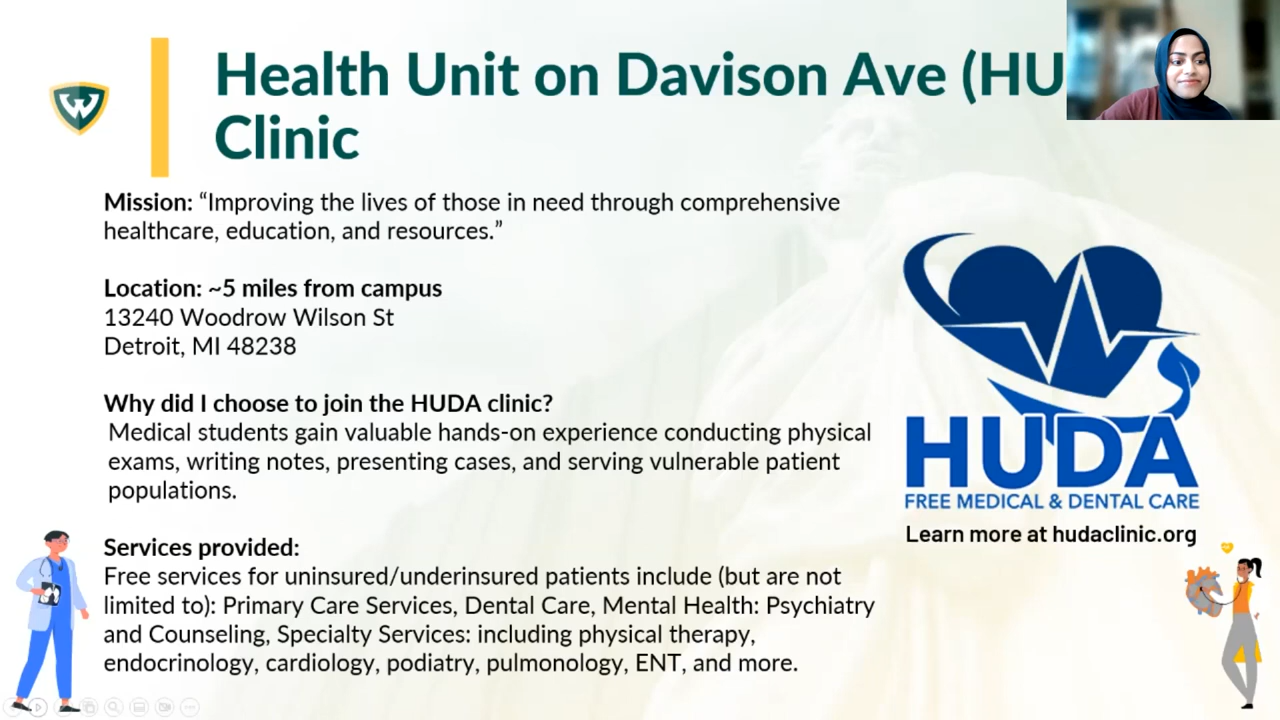 Health Unit on Davison Ave (HU
Clinic
Mission: “Improving the lives of those in need through comprehensive
healthcare, education, and resources.”
Location: ~5 miles from campus
13240 Woodrow Wilson St
Detroit, MI 48238
Why did I choose to join the HUDA clinic?
Medical students gain valuable hands-on experience conducting physical
exams, writing notes, presenting cases, and serving vulnerable patient
populations.
Services provided:
Free services for uninsured/underinsured patients include (but are not
limited to): Primary Care Services, Dental Care, Mental Health: Psychiatry
and Counseling, Specialty Services: including physical therapy,
endocrinology, cardiology, podiatry, pulmonology, ENT, and more.
HUDA
FREE MEDICAL & DENTAL CARE
Learn more at hudaclinic.org
W